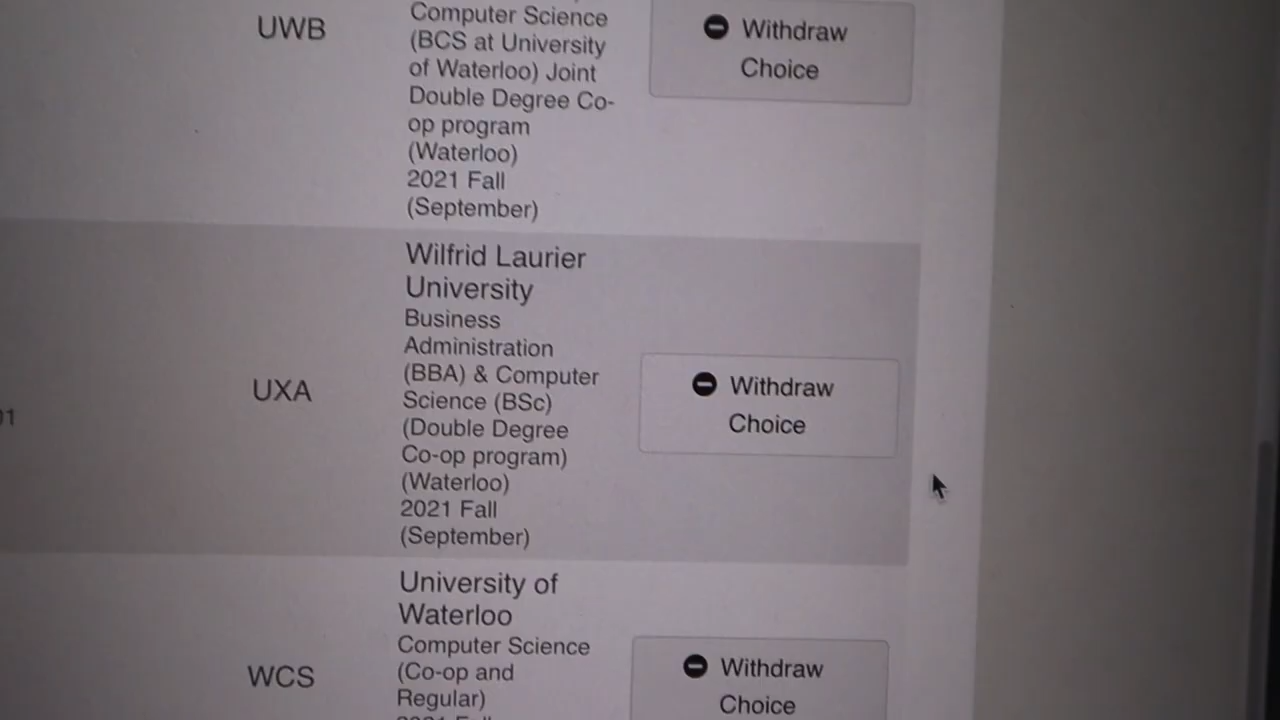 UWB
Computer Science
(BCS at University
of Waterloo) Joint
Double Degree Co-
op program
(Waterloo)
2021 Fall
(September)
Withdraw
Choice
01
UXA
Wilfrid Laurier
University
Business
Administration
(BBA) & Computer
Science (BSc)
(Double Degree
Co-op program)
(Waterloo)
2021 Fall
(September)
Withdraw
Choice
WCS
University of
Waterloo
Computer Science
(Co-op and
Regular)
Withdraw
Choice